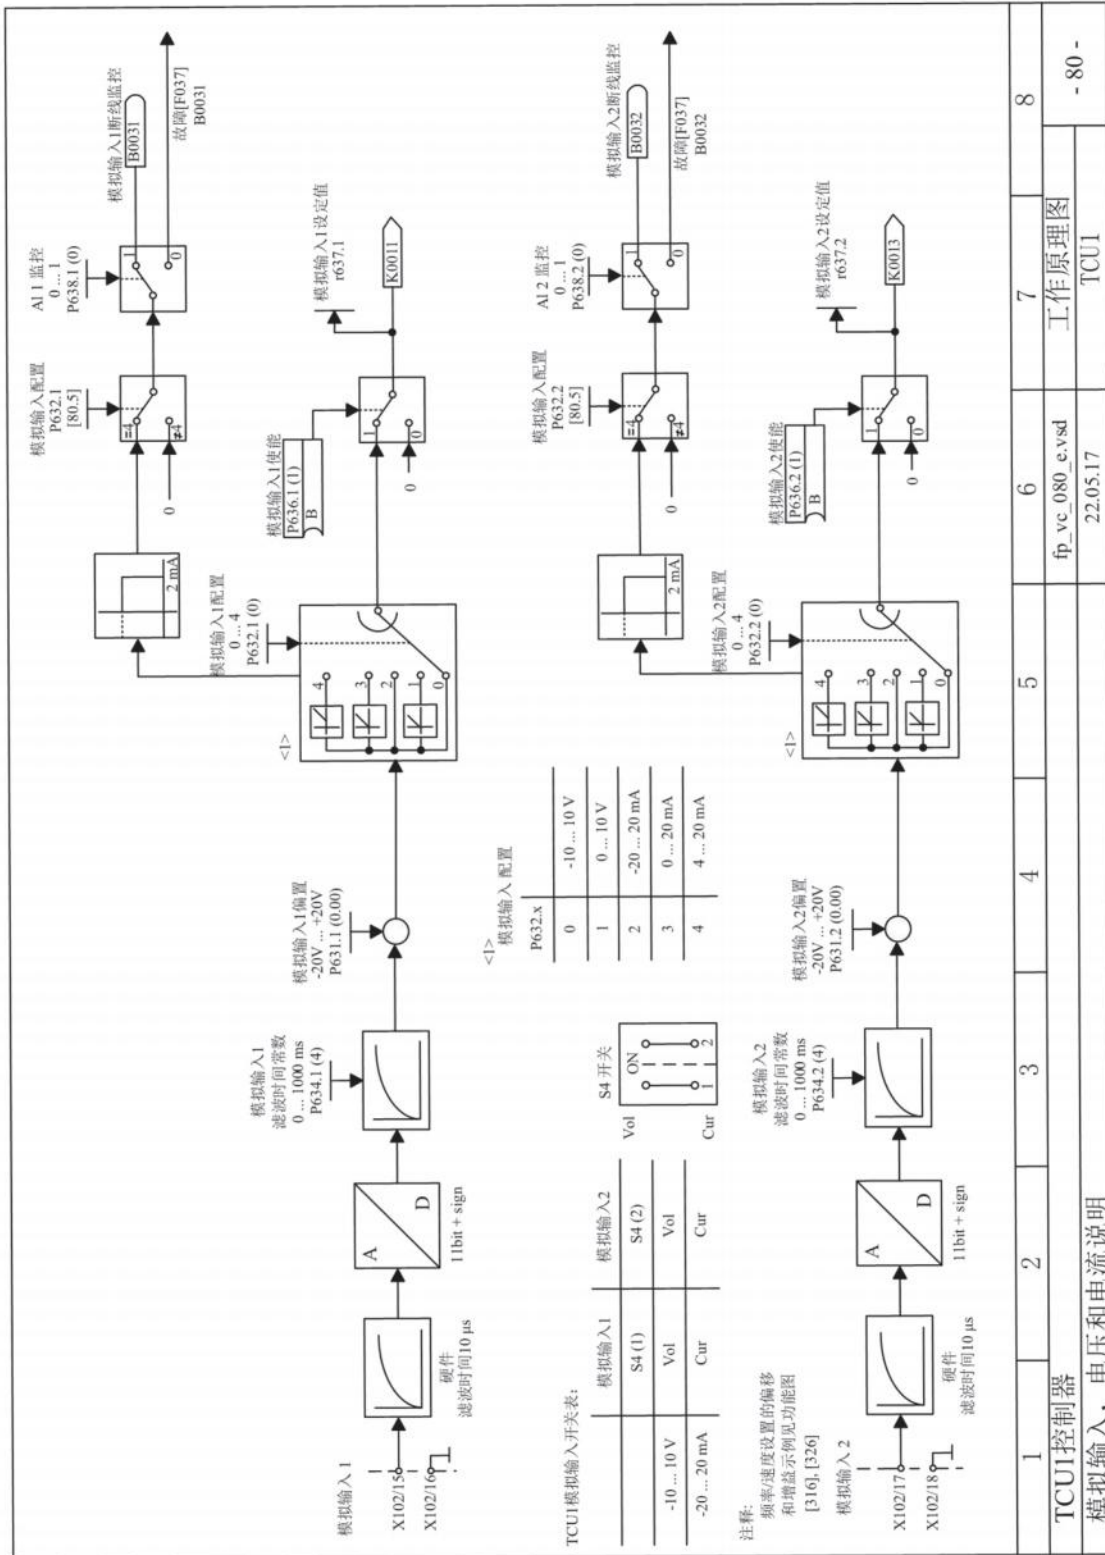 模拟输入 1
X102/15
X102/16
硬件
滤波时间10 μs
A
D
11bit + sign
模拟输入1
滤波时间常数
0 ... 1000 ms
P634.1 (4)
模拟输入1偏置
-20V ... +20V
P631.1 (0.00)
<1>
4
3
2
1
0
模拟输入1配置
0 ... 4
P632.1 (0)
2 mA
模拟输入配置
P632.1
[80.5]
=4
≠4
0
AI 1 监控
0 ... 1
P638.1 (0)
1
0
模拟输入1断线监控
B0031
故障[F037]
B0031
模拟输入1使能
P636.1 (1)
B
1
0
0
模拟输入1设定值
r637.1
K0011
TCU1模拟输入开关表:
模拟输入1 模拟输入2
S4 (1) S4 (2)
-10 ... 10 V Vol Vol
-20 ... 20 mA Cur Cur
S4 开关
Vol
ON
Cur
1 2
<1>
模拟输入 配置
P632.x
0 -10 ... 10 V
1 0 ... 10 V
2 -20 ... 20 mA
3 0 ... 20 mA
4 4 ... 20 mA
注释:
频率/速度设置的偏移
和增益示例见功能图
[316], [326]
模拟输入 2
X102/17
X102/18
硬件
滤波时间10 μs
A
D
11bit + sign
模拟输入2
滤波时间常数
0 ... 1000 ms
P634.2 (4)
模拟输入2偏置
-20V ... +20V
P631.2 (0.00)
<1>
4
3
2
1
0
模拟输入2配置
0 ... 4
P632.2 (0)
2 mA
模拟输入配置
P632.2
[80.5]
=4
≠4
0
AI 2 监控
0 ... 1
P638.2 (0)
1
0
模拟输入2断线监控
B0032
故障[F037]
B0032
模拟输入2使能
P636.2 (1)
B
1
0
0
模拟输入2设定值
r637.2
K0013
1 2 3 4 5 6 7 8
TCU1控制器 fp_vc_080_e.vsd 工作原理图 - 80 -
模拟输入，电压和电流说明 22.05.17 TCU1